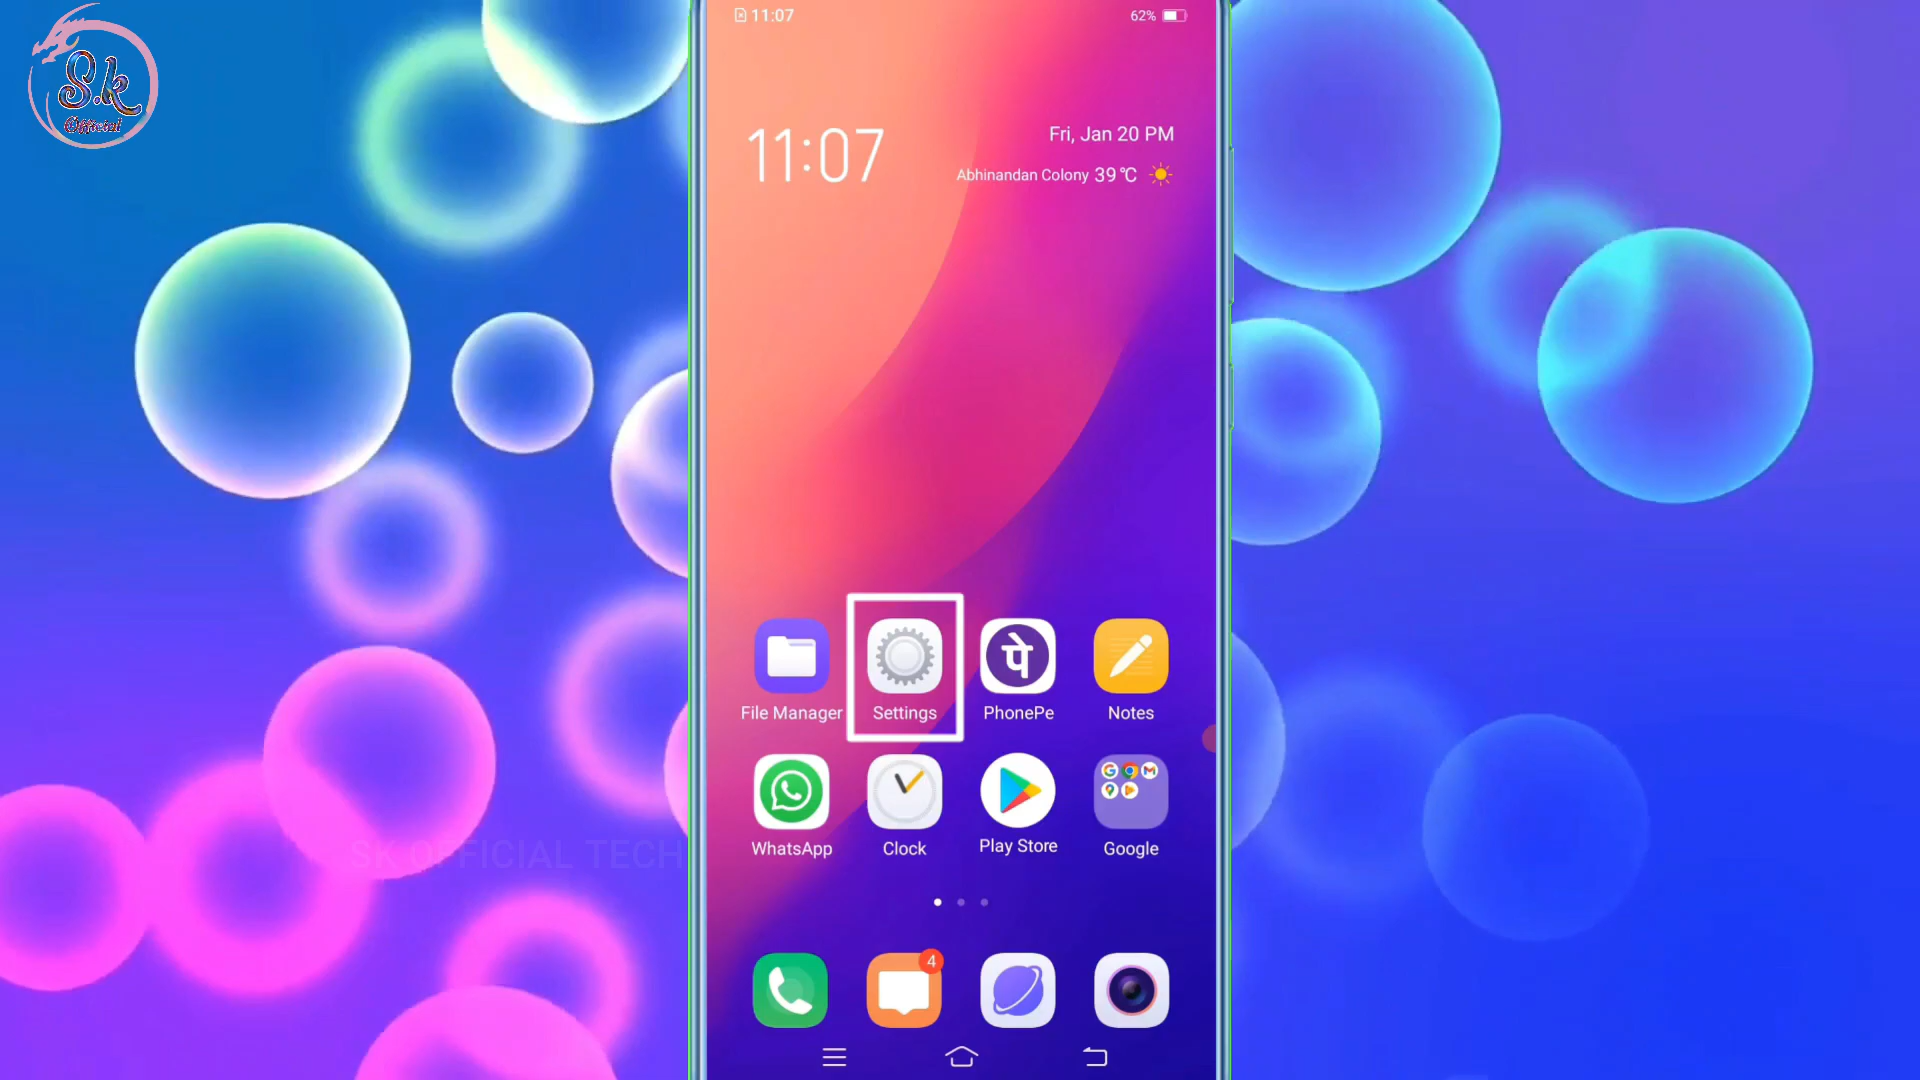 S.k
Official
11:07
62%
11:07
Fri, Jan 20 PM
Abhinandan Colony 39°C
पे
File Manager
Settings
PhonePe
Notes
WhatsApp
Clock
Play Store
Google
SK OFFICIAL TECH
4